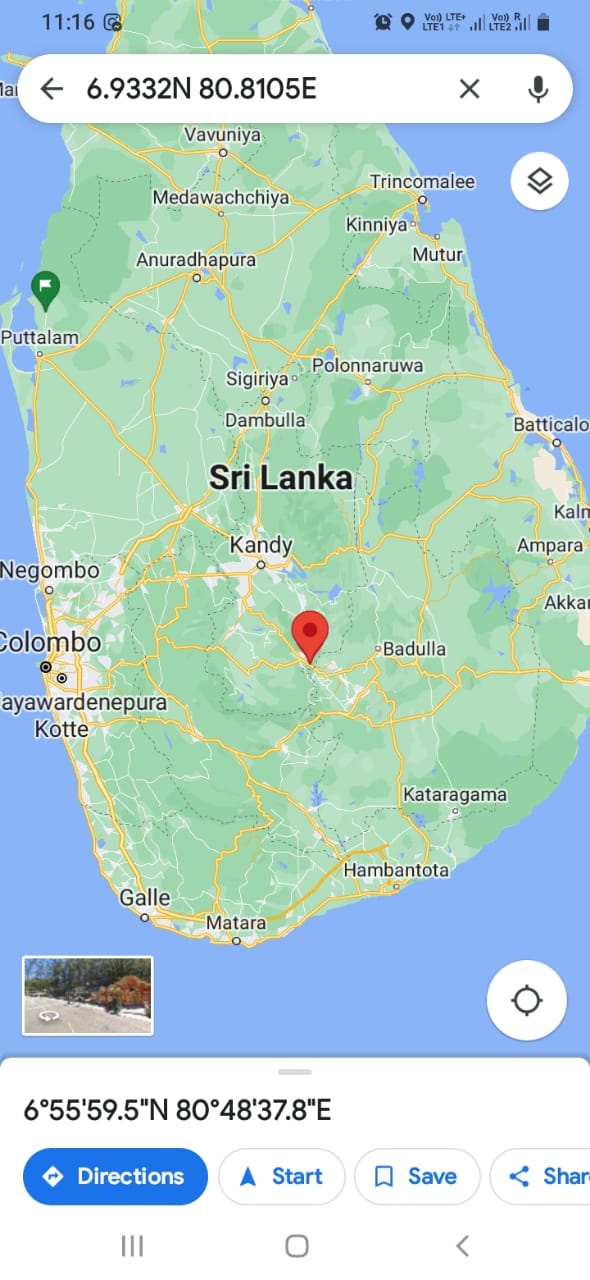 11:16
Vo)) LTE+ Vo)) R
LTE1 ↓↑ LTE2
6.9332N 80.8105E
Vavuniya
Trincomalee
Medawachchiya
Kinniya
Mutur
Anuradhapura
Puttalam
Polonnaruwa
Sigiriya
Dambulla
Batticalo
Sri Lanka
Kaln
Kandy
Ampara
Negombo
Akkar
Colombo
Badulla
ayawardenepura
Kotte
Kataragama
Hambantota
Galle
Matara
6°55'59.5"N 80°48'37.8"E
Directions
Start
Save
Shar